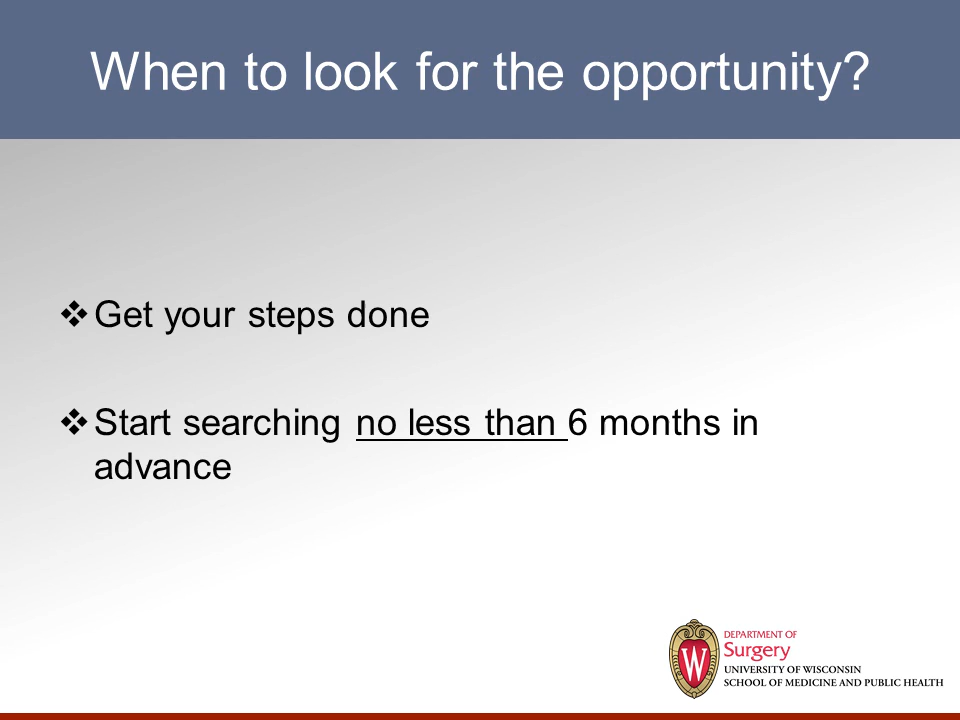 When to look for the opportunity?
❖ Get your steps done
❖ Start searching no less than 6 months in
advance
W
DEPARTMENT OF
Surgery
UNIVERSITY OF WISCONSIN
SCHOOL OF MEDICINE AND PUBLIC HEALTH